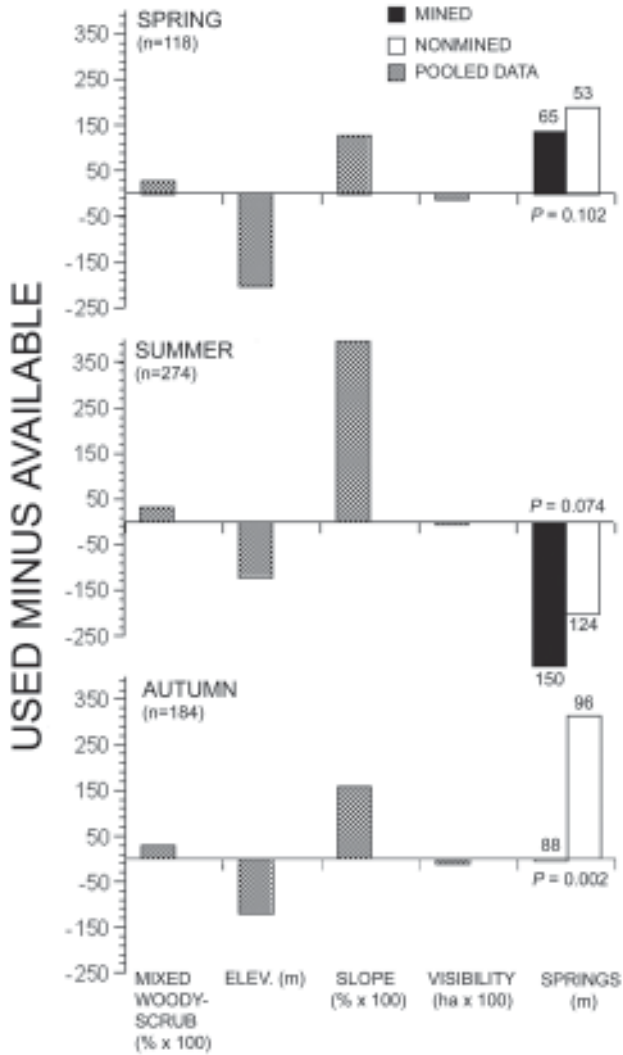 USED MINUS AVAILABLE
SPRING
(n=118)
MINED
NONMINED
POOLED DATA
350
250
150
50
-50
-150
-250
65
53
P = 0.102
SUMMER
(n=274)
350
250
150
50
-50
-150
-250
P = 0.074
124
150
AUTUMN
(n=184)
350
250
150
50
-50
-150
-250
96
88
P = 0.002
MIXED
WOODY-
SCRUB
(% x 100)
ELEV. (m)
SLOPE
(% x 100)
VISIBILITY
(ha x 100)
SPRINGS
(m)